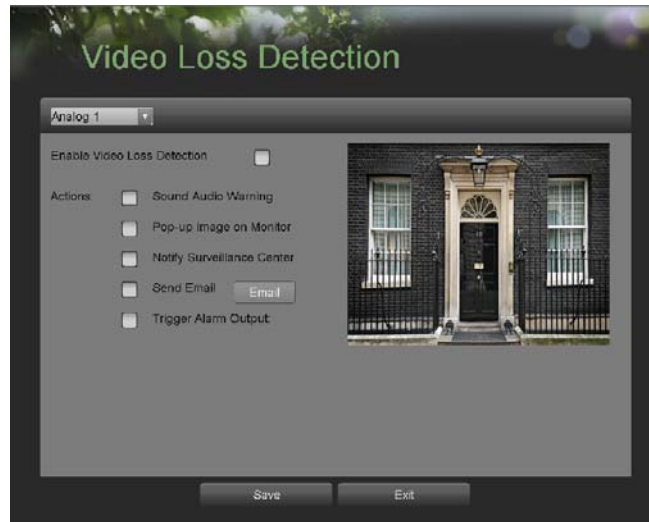 Video Loss Detection
Analog 1
Enable Video Loss Detection
Actions:
Sound Audio Warning
Pop-up Image on Monitor
Notify Surveillance Center
Send Email
Email
Trigger Alarm Output:
Save
Exit